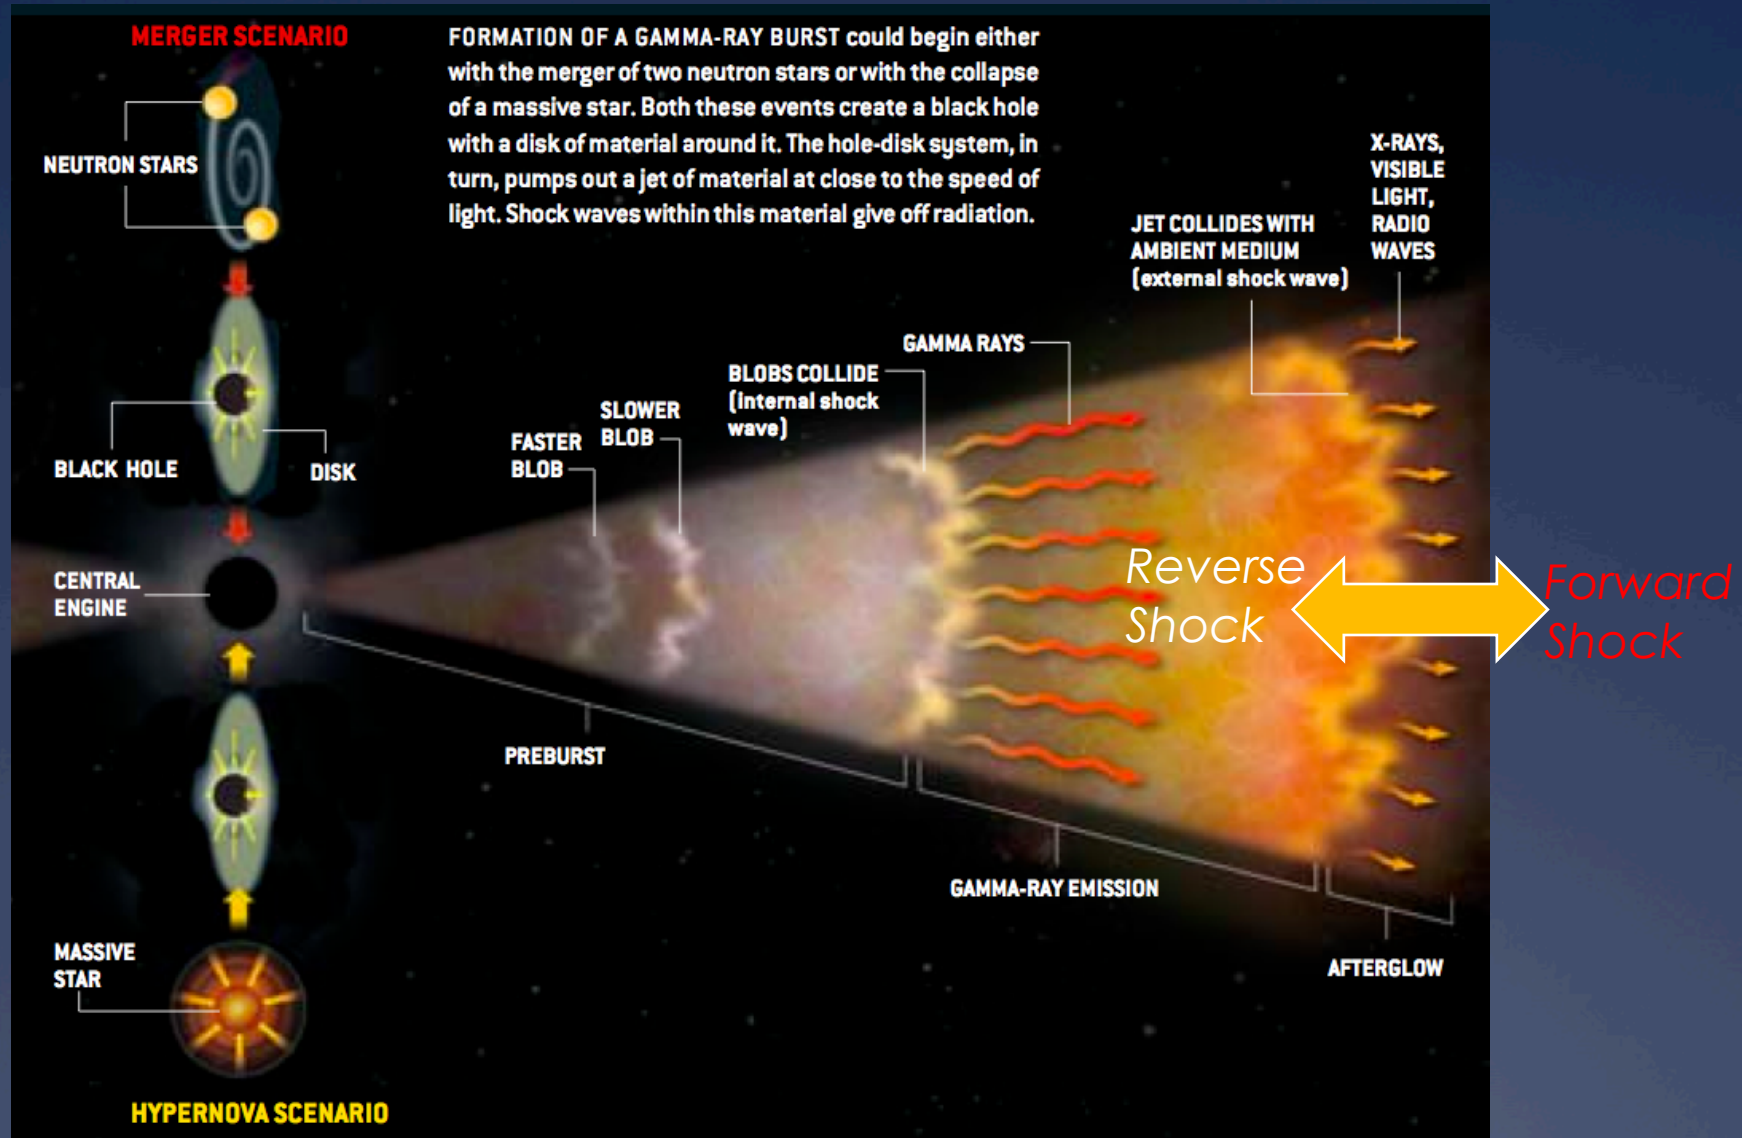 MERGER SCENARIO
FORMATION OF A GAMMA-RAY BURST could begin either
with the merger of two neutron stars or with the collapse
of a massive star. Both these events create a black hole
with a disk of material around it. The hole-disk system, in
turn, pumps out a jet of material at close to the speed of
light. Shock waves within this material give off radiation.
NEUTRON STARS
X-RAYS,
VISIBLE
LIGHT,
RADIO
WAVES
JET COLLIDES WITH
AMBIENT MEDIUM
(external shock wave)
GAMMA RAYS
BLOBS COLLIDE
(internal shock
wave)
SLOWER
BLOB
FASTER
BLOB
BLACK HOLE
DISK
CENTRAL
ENGINE
Reverse
Shock
Forward
Shock
PREBURST
GAMMA-RAY EMISSION
AFTERGLOW
MASSIVE
STAR
HYPERNOVA SCENARIO